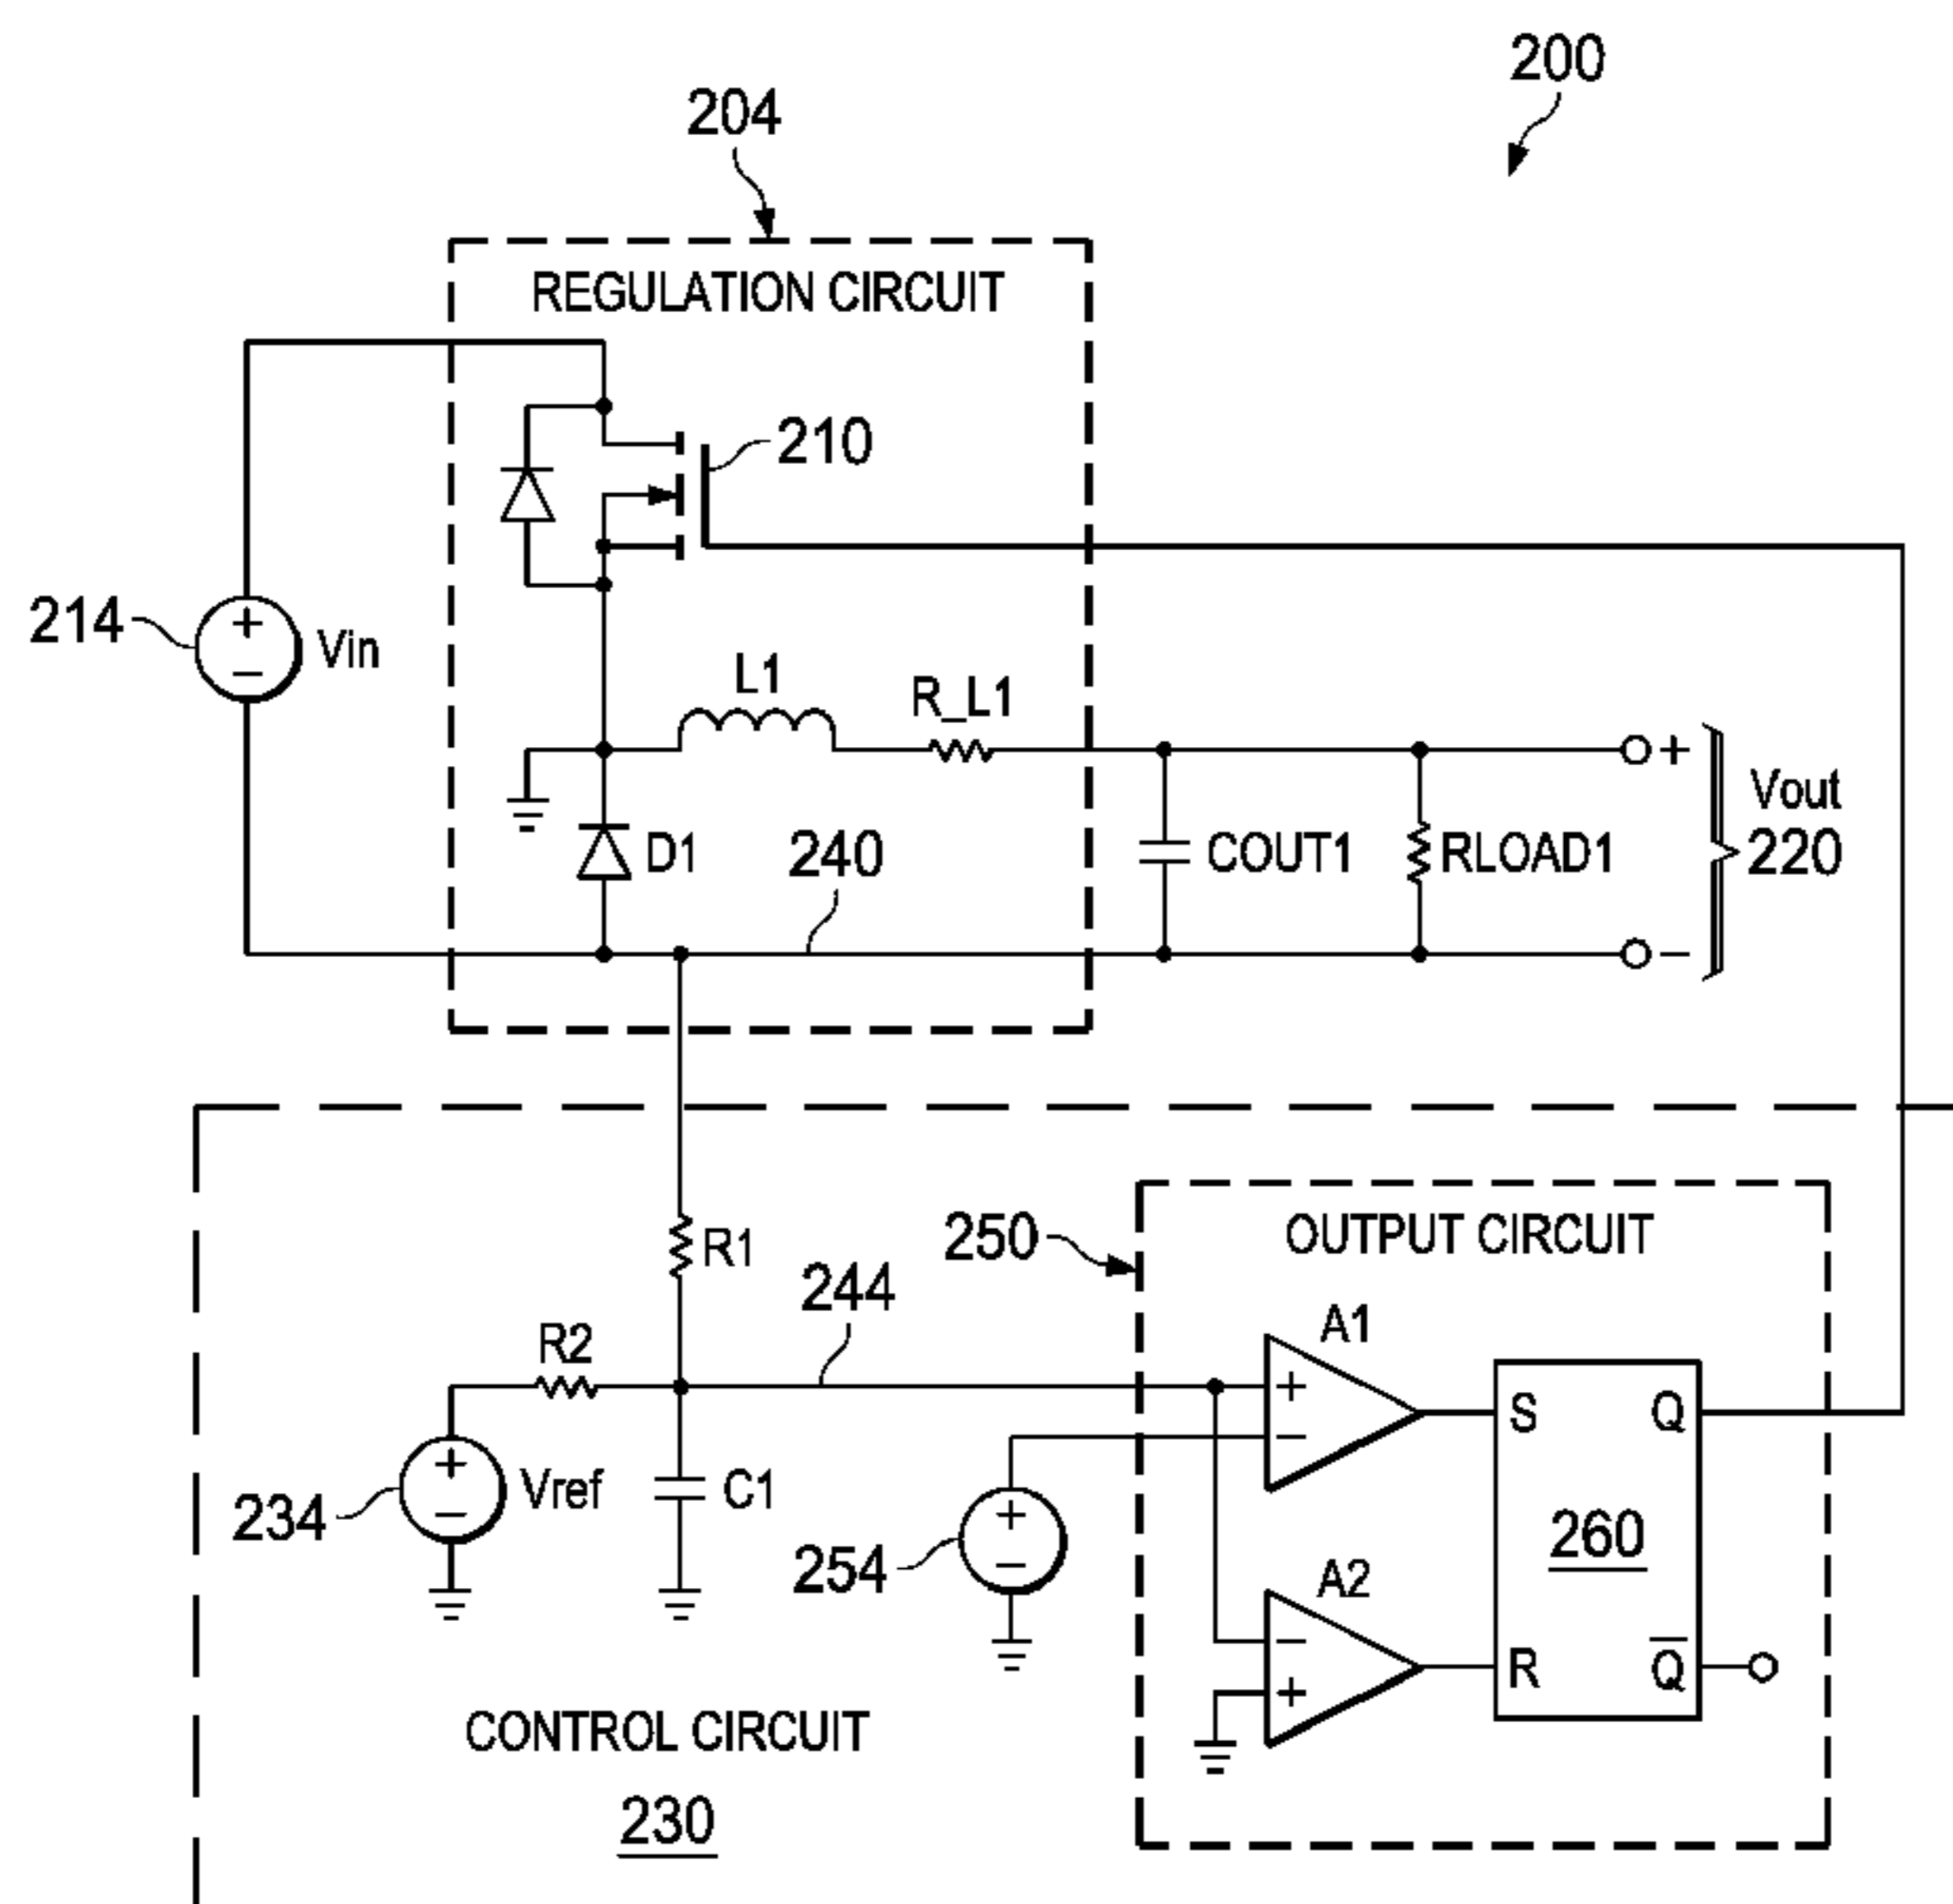 200
204
REGULATION CIRCUIT
210
214
+
−
Vin
L1
R_L1
+
Vout
220
D1
240
COUT1
RLOAD1
−
R1
250
OUTPUT CIRCUIT
244
A1
R2
+
−
S
Q
234
+
−
Vref
C1
254
+
−
260
A2
−
+
R
Q̅
CONTROL CIRCUIT
230